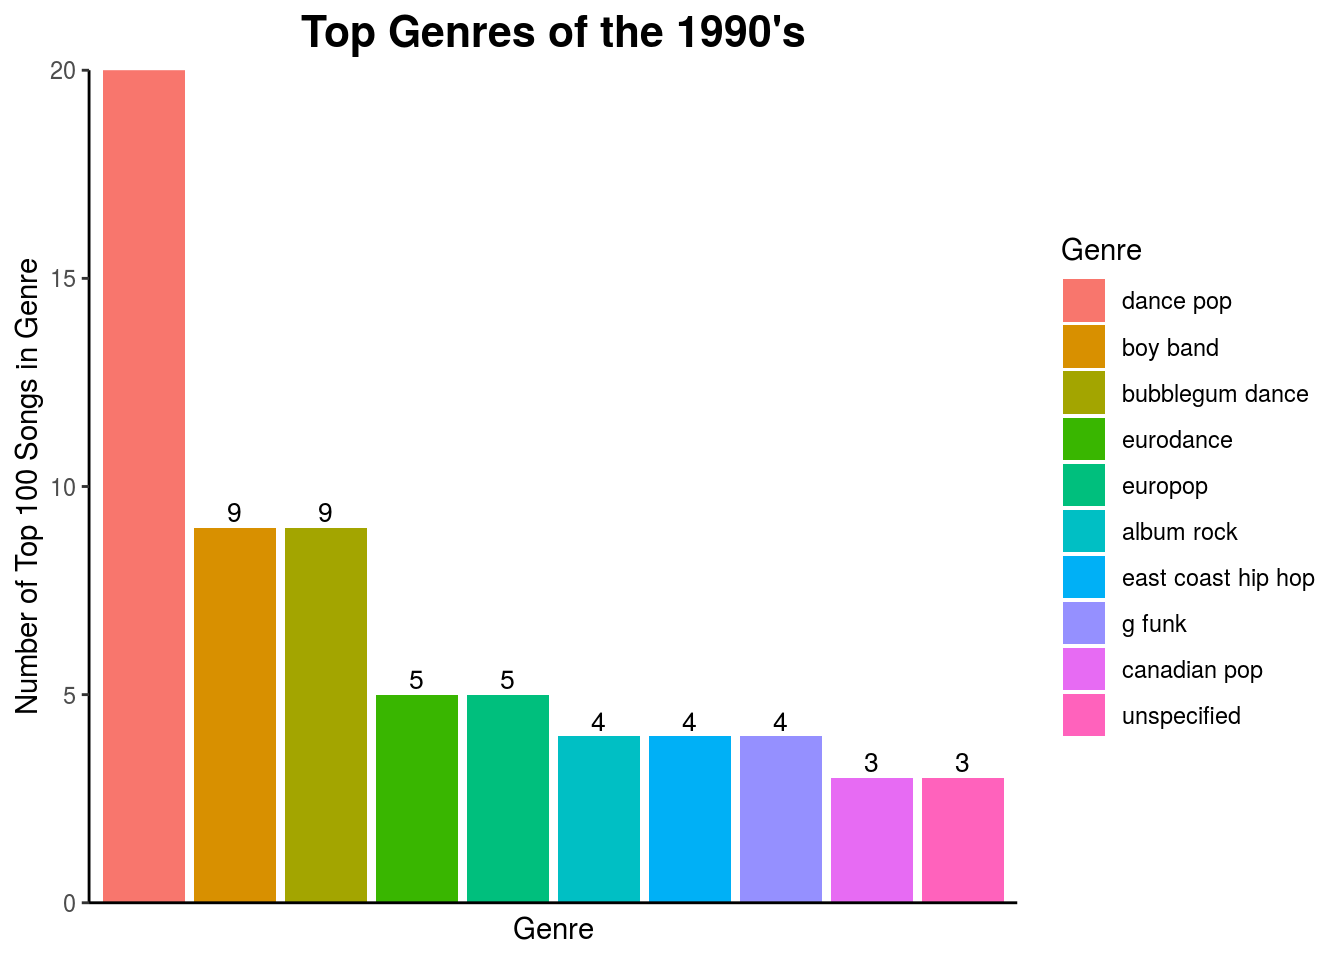 Top Genres of the 1990's
Number of Top 100 Songs in Genre
20
15
10
5
0
9
9
5
5
4
4
4
3
3
Genre
Genre
dance pop
boy band
bubblegum dance
eurodance
europop
album rock
east coast hip hop
g funk
canadian pop
unspecified